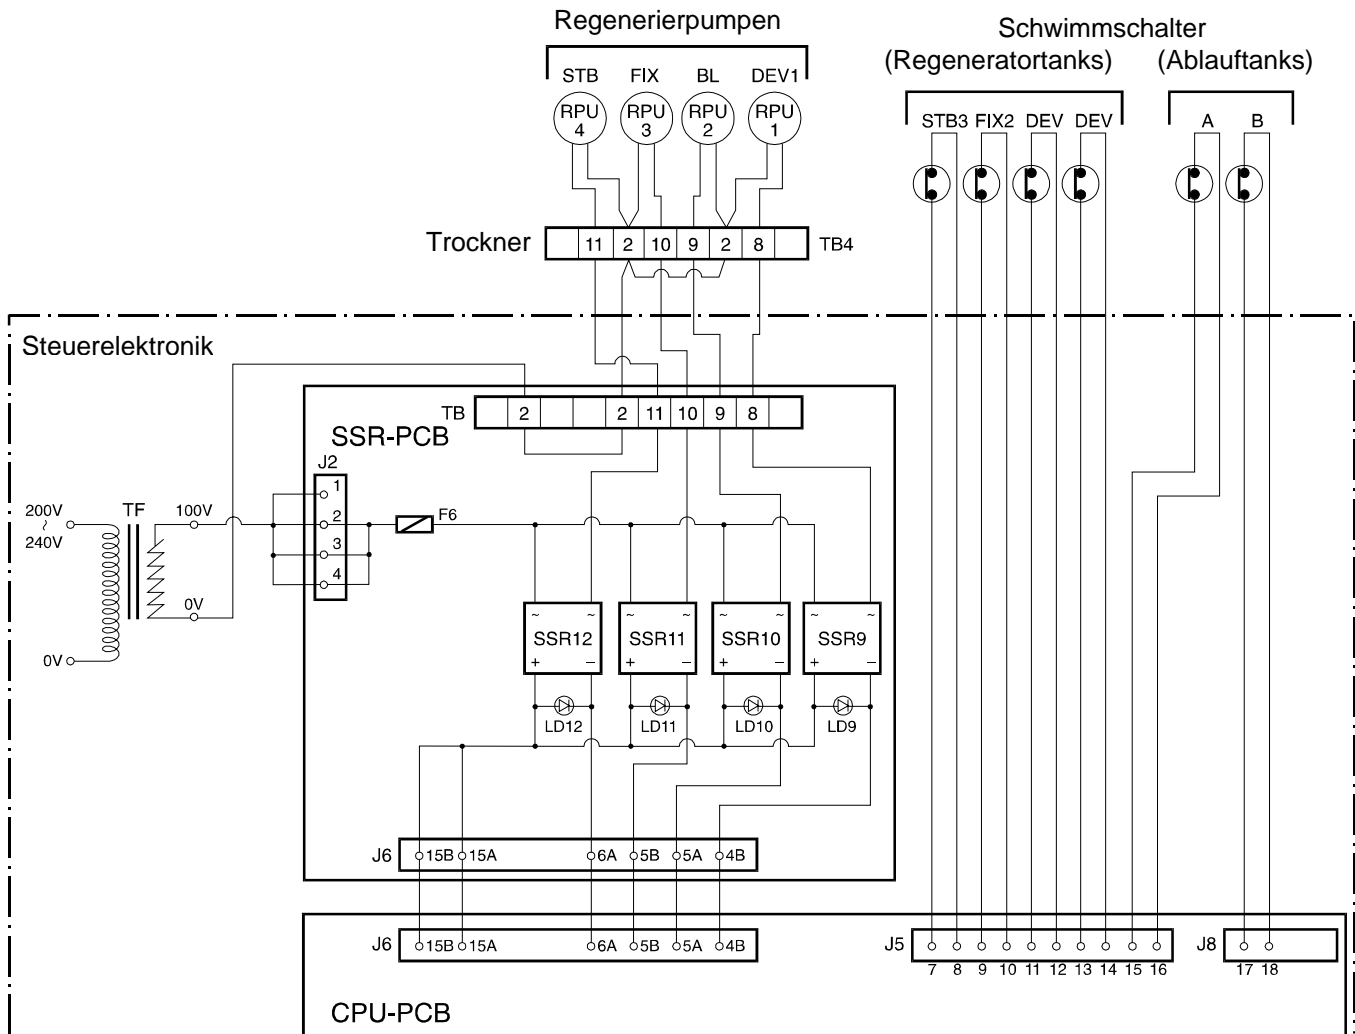 Regenerierpumpen
Schwimmschalter
(Regeneratortanks) (Ablauftanks)
STB FIX BL DEV1
RPU 4 RPU 3 RPU 2 RPU 1
STB3 FIX2 DEV DEV A B
Trockner 11 2 10 9 2 8 TB4
Steuerelektronik
TB 2 2 11 10 9 8
SSR-PCB
J2
1
2
3
4
200V
~
240V
TF
100V
F6
0V
0V
~ ~ ~ ~ ~ ~ ~ ~
SSR12 SSR11 SSR10 SSR9
+ − + − + − + −
LD12 LD11 LD10 LD9
J6 15B 15A 6A 5B 5A 4B
J6 15B 15A 6A 5B 5A 4B
J5
7 8 9 10 11 12 13 14 15 16
J8
17 18
CPU-PCB